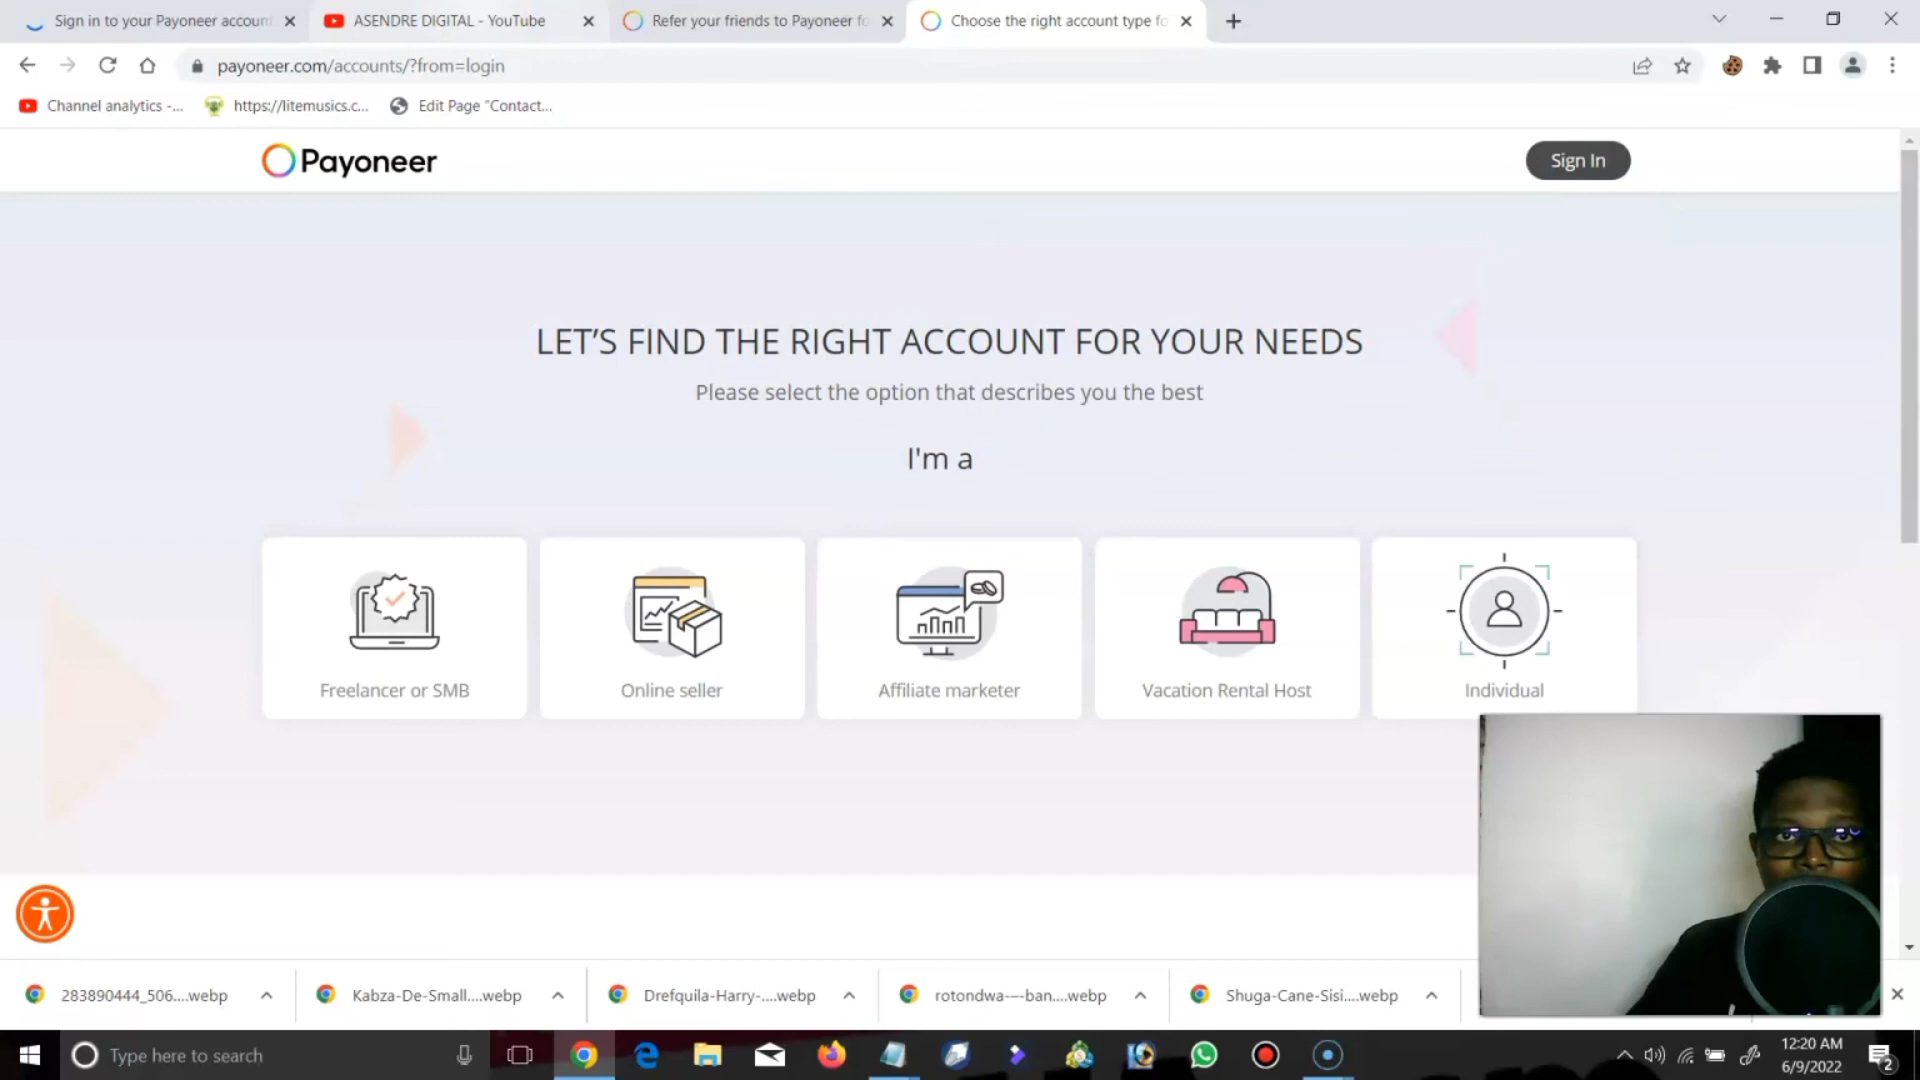 Sign in to your Payoneer accoun
ASENDRE DIGITAL - YouTube
Refer your friends to Payoneer fo
Choose the right account type fo
payoneer.com/accounts/?from=login
Channel analytics -...
https://litemusics.c...
Edit Page "Contact...
Payoneer
Sign In
LET'S FIND THE RIGHT ACCOUNT FOR YOUR NEEDS
Please select the option that describes you the best
I'm a
Freelancer or SMB
Online seller
Affiliate marketer
Vacation Rental Host
Individual
283890444_506....webp
Kabza-De-Small....webp
Drefquila-Harry-....webp
rotondwa-–-ban....webp
Shuga-Cane-Sisi....webp
Type here to search
12:20 AM
6/9/2022
2